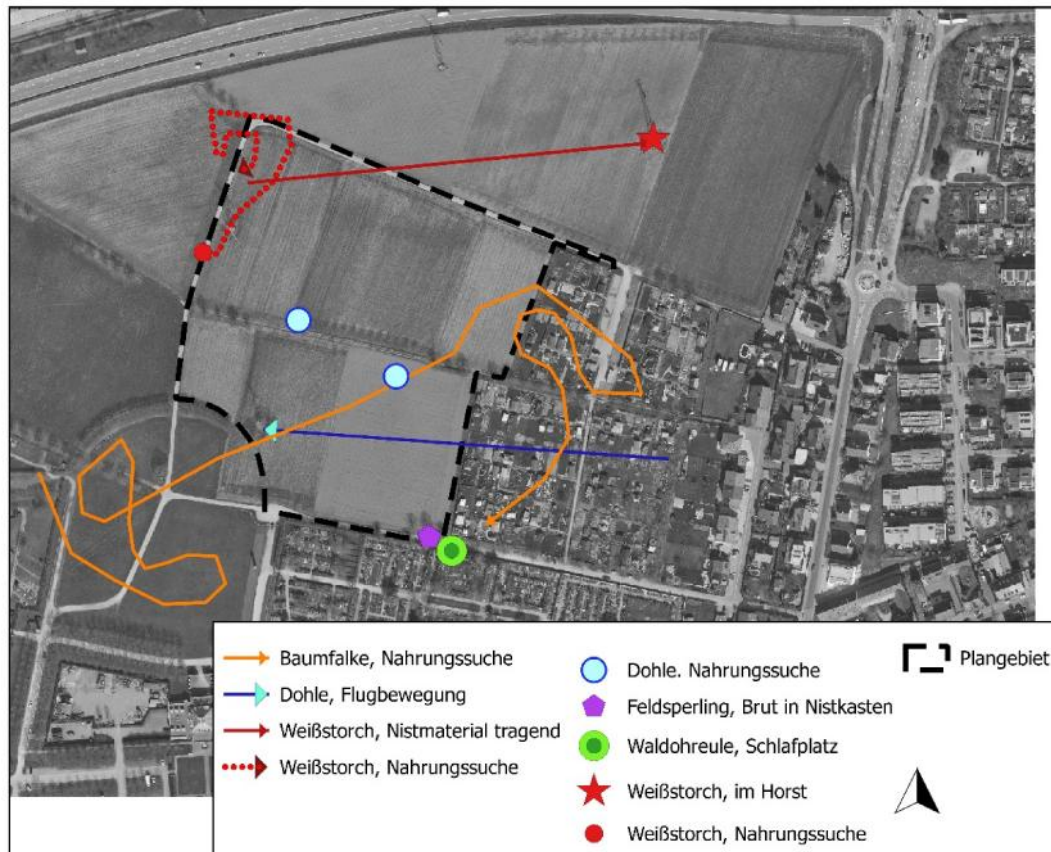 Baumfalke, Nahrungssuche
Dohle, Flugbewegung
Weißstorch, Nistmaterial tragend
Weißstorch, Nahrungssuche
Dohle. Nahrungssuche
Feldsperling, Brut in Nistkasten
Waldohreule, Schlafplatz
Weißstorch, im Horst
Weißstorch, Nahrungssuche
Plangebiet